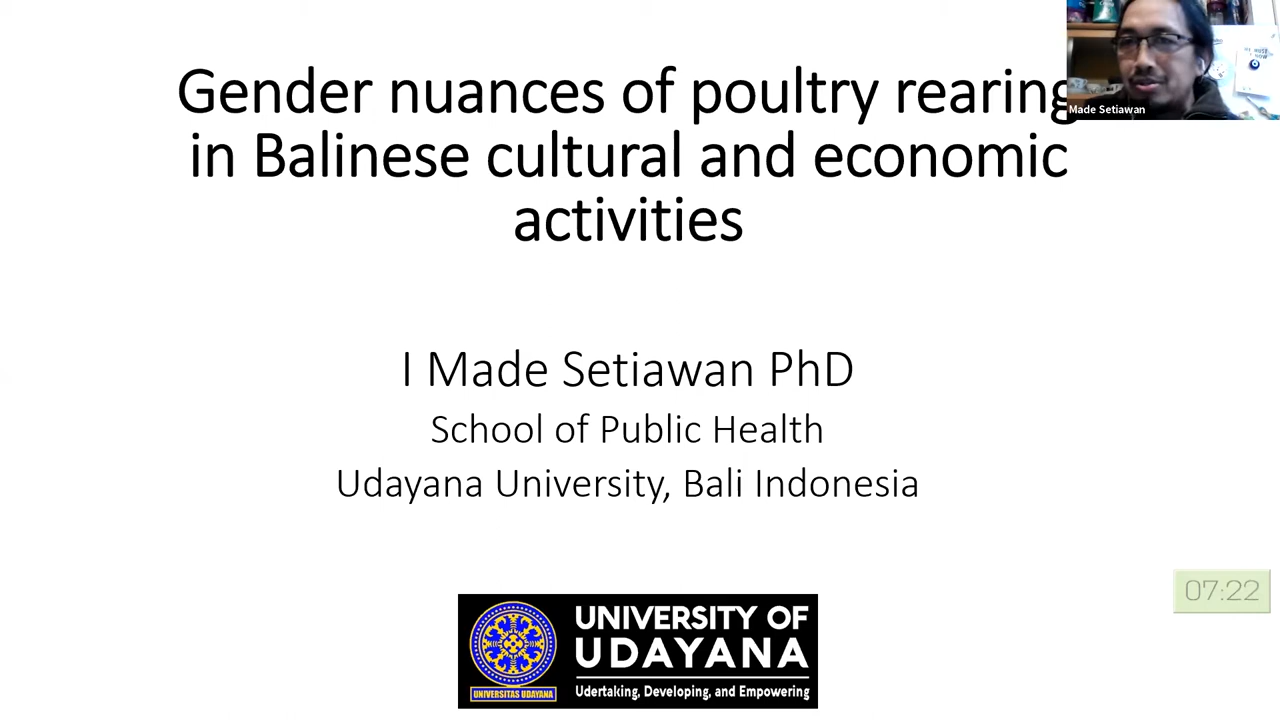 Gender nuances of poultry rearing
in Balinese cultural and economic
activities
Made Setiawan
I Made Setiawan PhD
School of Public Health
Udayana University, Bali Indonesia
07:22
UNIVERSITY OF
UDAYANA
Udertaking, Developing, and Empowering
UNIVERSITAS UDAYANA